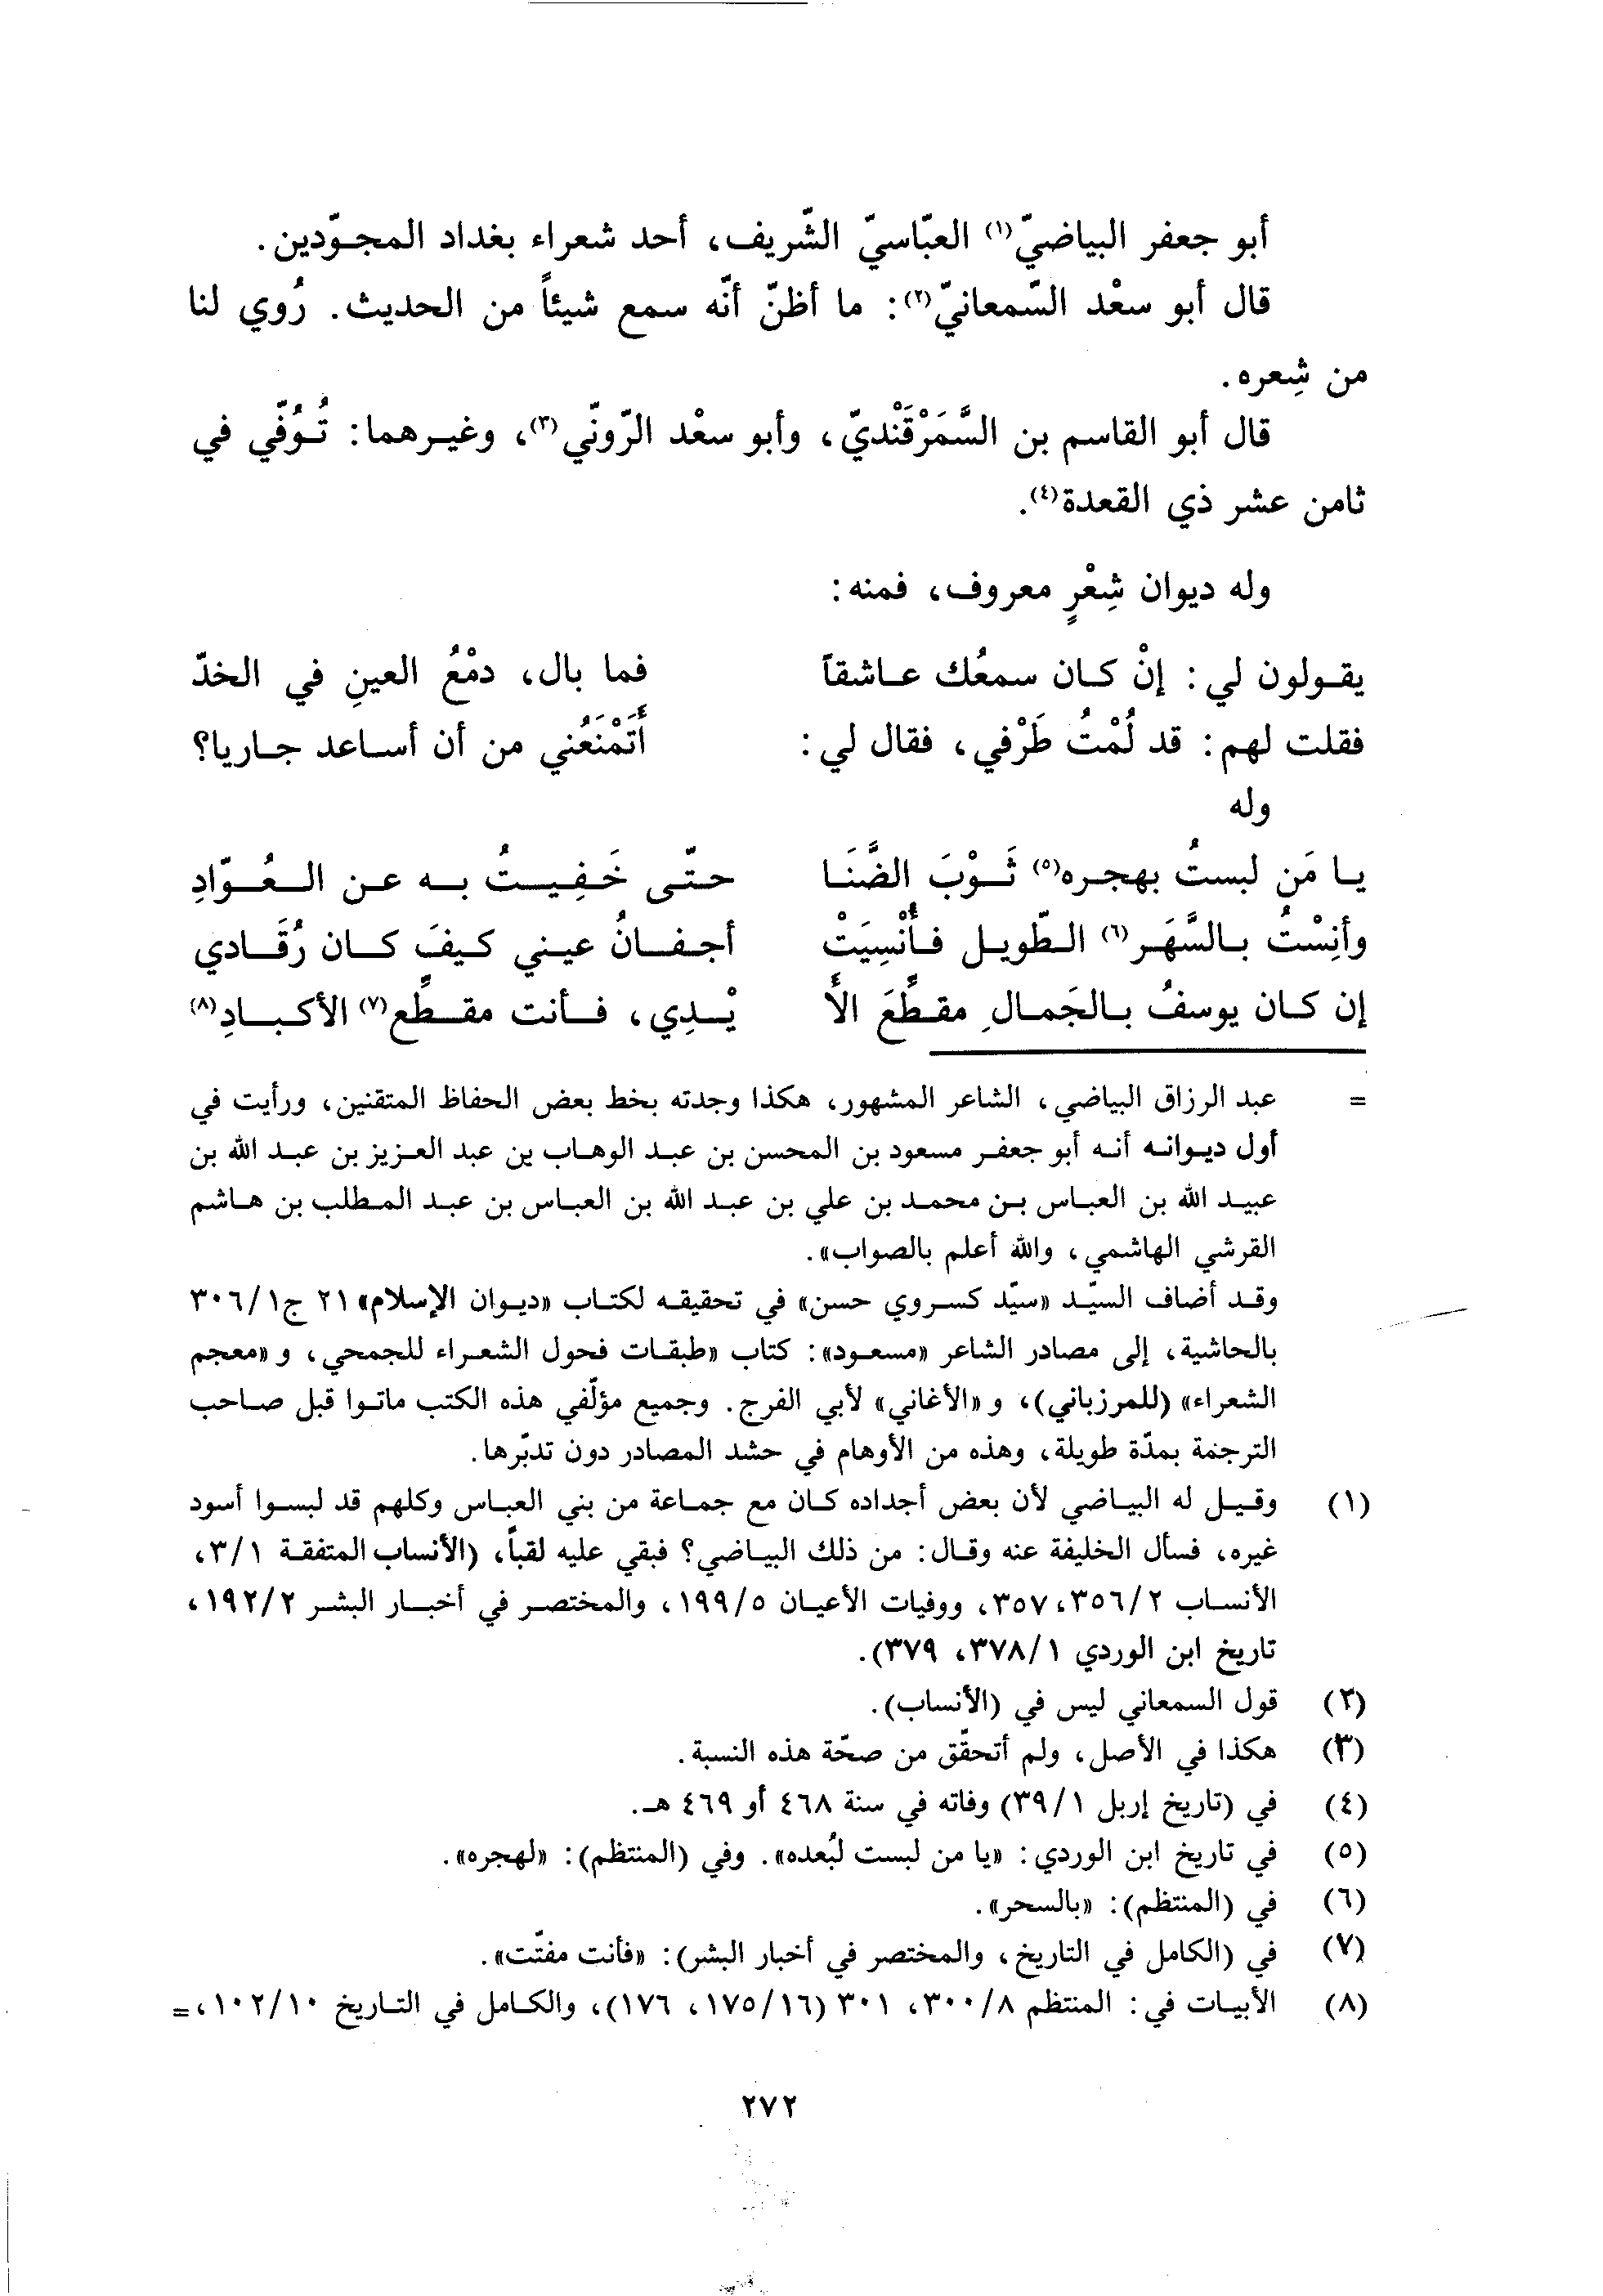 أبو جعفر البياضيّ(١) العبّاسيّ الشّريف، أحد شعراء بغداد المجوّدين.
قال أبو سعْد السّمعانيّ(٢): ما أظنّ أنّه سمع شيئاً من الحديث. رُوي لنا
من شِعره.
قال أبو القاسم بن السَّمَرْقَنْديّ، وأبو سعْد الرّونّي(٣)، وغيرهما: تُوُفّي في
ثامن عشر ذي القعدة(٤).
وله ديوان شِعْرٍ معروف، فمنه:
يقولون لي: إنْ كان سمعُك عاشقاً فما بال، دمْعُ العينِ في الخدّ
فقلت لهم: قد لُمْتُ طَرْفي، فقال لي: أَتَمْنَعُني من أن أساعد جاريا؟
وله
يا مَن لبستُ بهجره(٥) ثَوْبَ الضَّنَا حتّى خَفِيتُ به عن العُوّادِ
وأنِسْتُ بالسَّهَر(٦) الطّويل فأُنْسِيَتْ أجفانُ عيني كيفَ كان رُقَادي
إن كان يوسفُ بالجَمالِ مقطِّعَ الأَ يْدِي، فأنت مقطِّع(٧) الأكبادِ(٨)
= عبد الرزاق البياضي، الشاعر المشهور، هكذا وجدته بخط بعض الحفاظ المتقنين، ورأيت في
أول ديوانه أنه أبو جعفر مسعود بن المحسن بن عبد الوهاب ين عبد العزيز بن عبد الله بن
عبيد الله بن العباس بن محمد بن علي بن عبد الله بن العباس بن عبد المطلب بن هاشم
القرشي الهاشمي، والله أعلم بالصواب».
وقد أضاف السيّد «سيّد كسروي حسن» في تحقيقه لكتاب «ديوان الإسلام» ٢١ ج١/٣٠٦
بالحاشية، إلى مصادر الشاعر «مسعود»: كتاب «طبقات فحول الشعراء للجمحي، و«معجم
الشعراء» (للمرزباني)، و«الأغاني» لأبي الفرج. وجميع مؤلّفي هذه الكتب ماتوا قبل صاحب
الترجمة بمدّة طويلة، وهذه من الأوهام في حشد المصادر دون تدبّرها.
(١) وقيل له البياضي لأن بعض أجداده كان مع جماعة من بني العباس وكلهم قد لبسوا أسود
غيره، فسأل الخليفة عنه وقال: من ذلك البياضي؟ فبقي عليه لقباً، (الأنساب المتفقة ٣/١،
الأنساب ٣٥٦/٢، ٣٥٧، ووفيات الأعيان ١٩٩/٥، والمختصر في أخبار البشر ١٩٢/٢،
تاريخ ابن الوردي ٣٧٨/١، ٣٧٩).
(٢) قول السمعاني ليس في (الأنساب).
(٣) هكذا في الأصل، ولم أتحقّق من صحّة هذه النسبة.
(٤) في (تاريخ إربل ٣٩/١) وفاته في سنة ٤٦٨ أو ٤٦٩ هـ.
(٥) في تاريخ ابن الوردي: «يا من لبست لبُعده». وفي (المنتظم): «لهجره».
(٦) في (المنتظم): «بالسحر».
(٧) في (الكامل في التاريخ، والمختصر في أخبار البشر): «فأنت مفتّت».
(٨) الأبيات في: المنتظم ٣٠٠/٨، ٣٠١ (١٧٥/١٦، ١٧٦)، والكامل في التاريخ ١٠٢/١٠، =
٢٧٢